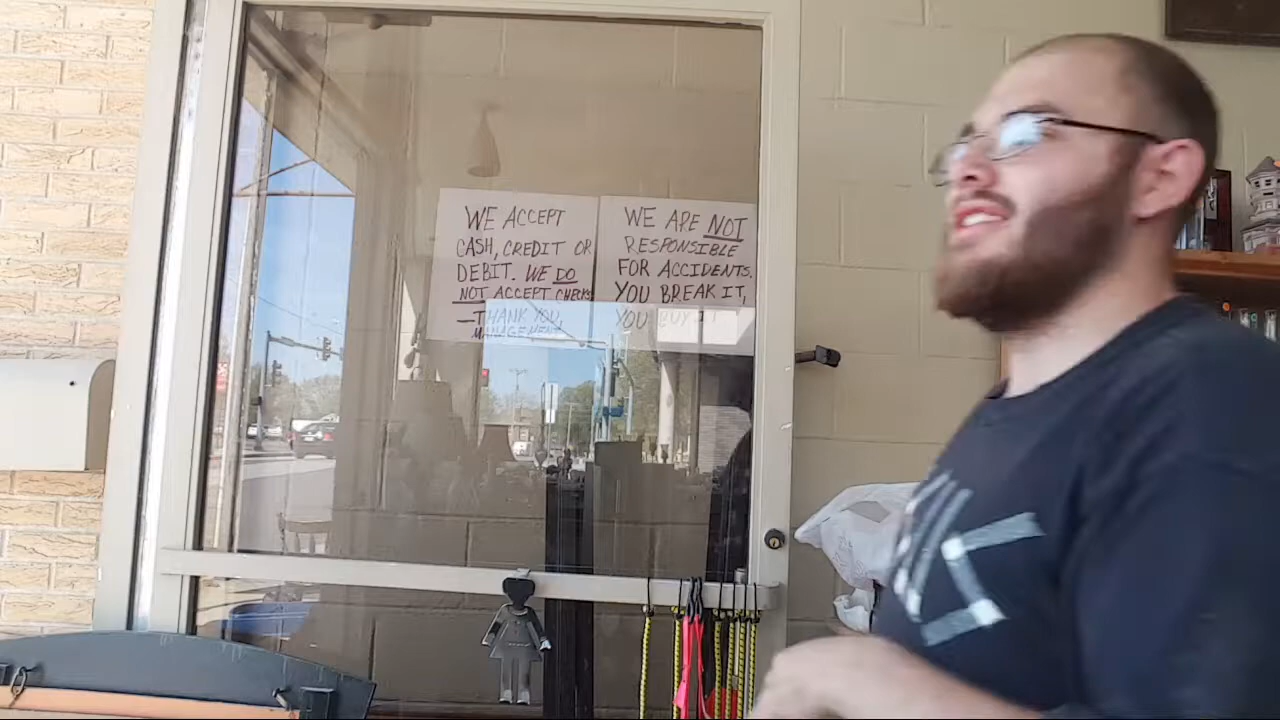 WE ACCEPT
CASH, CREDIT OR
DEBIT. WE DO
NOT ACCEPT CHECKS
—THANK YOU,
MANAGEMENT
WE ARE NOT
RESPONSIBLE
FOR ACCIDENTS.
YOU BREAK IT,
YOU BUY IT